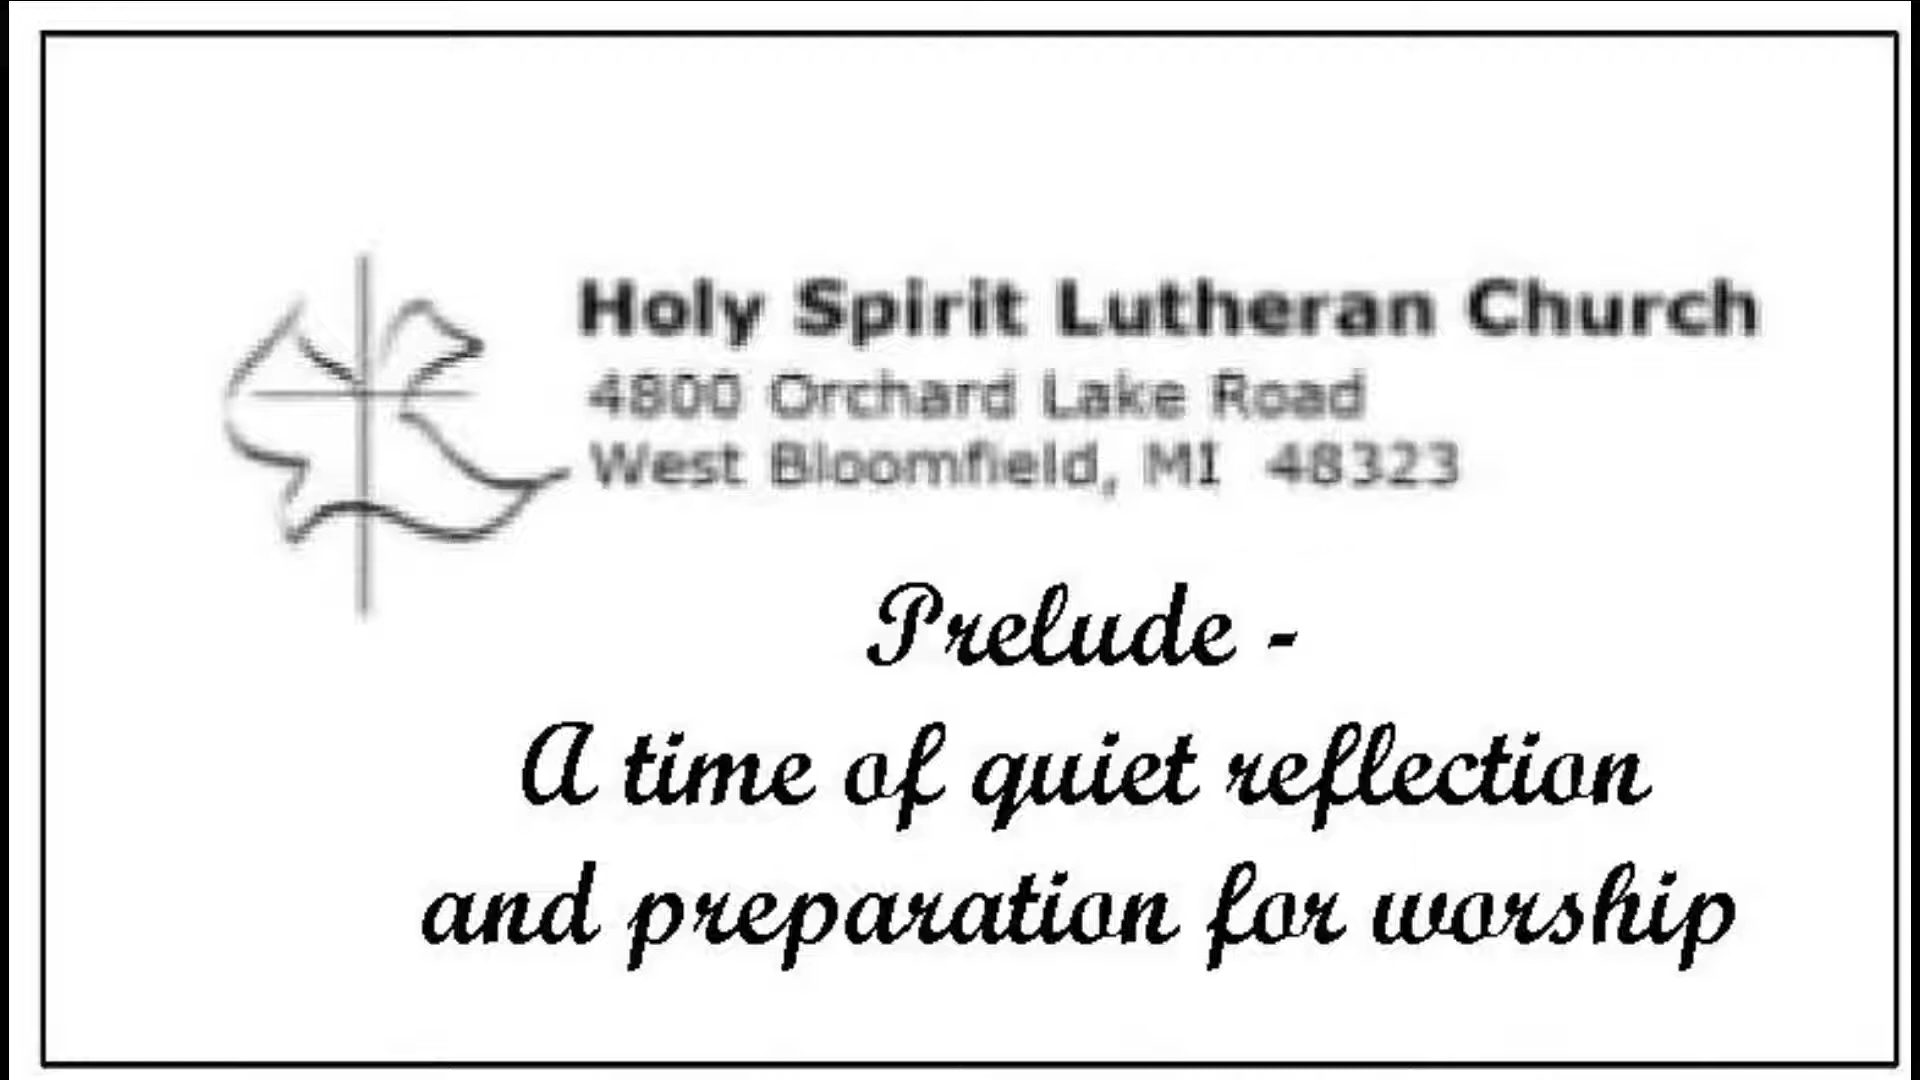 Holy Spirit Lutheran Church
4800 Orchard Lake Road
West Bloomfield, MI 48323
Prelude -
A time of quiet reflection
and preparation for worship